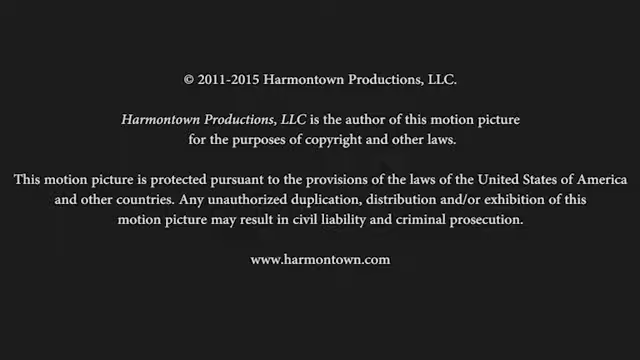 © 2011-2015 Harmontown Productions, LLC.
Harmontown Productions, LLC is the author of this motion picture
for the purposes of copyright and other laws.
This motion picture is protected pursuant to the provisions of the laws of the United States of America
and other countries. Any unauthorized duplication, distribution and/or exhibition of this
motion picture may result in civil liability and criminal prosecution.
www.harmontown.com